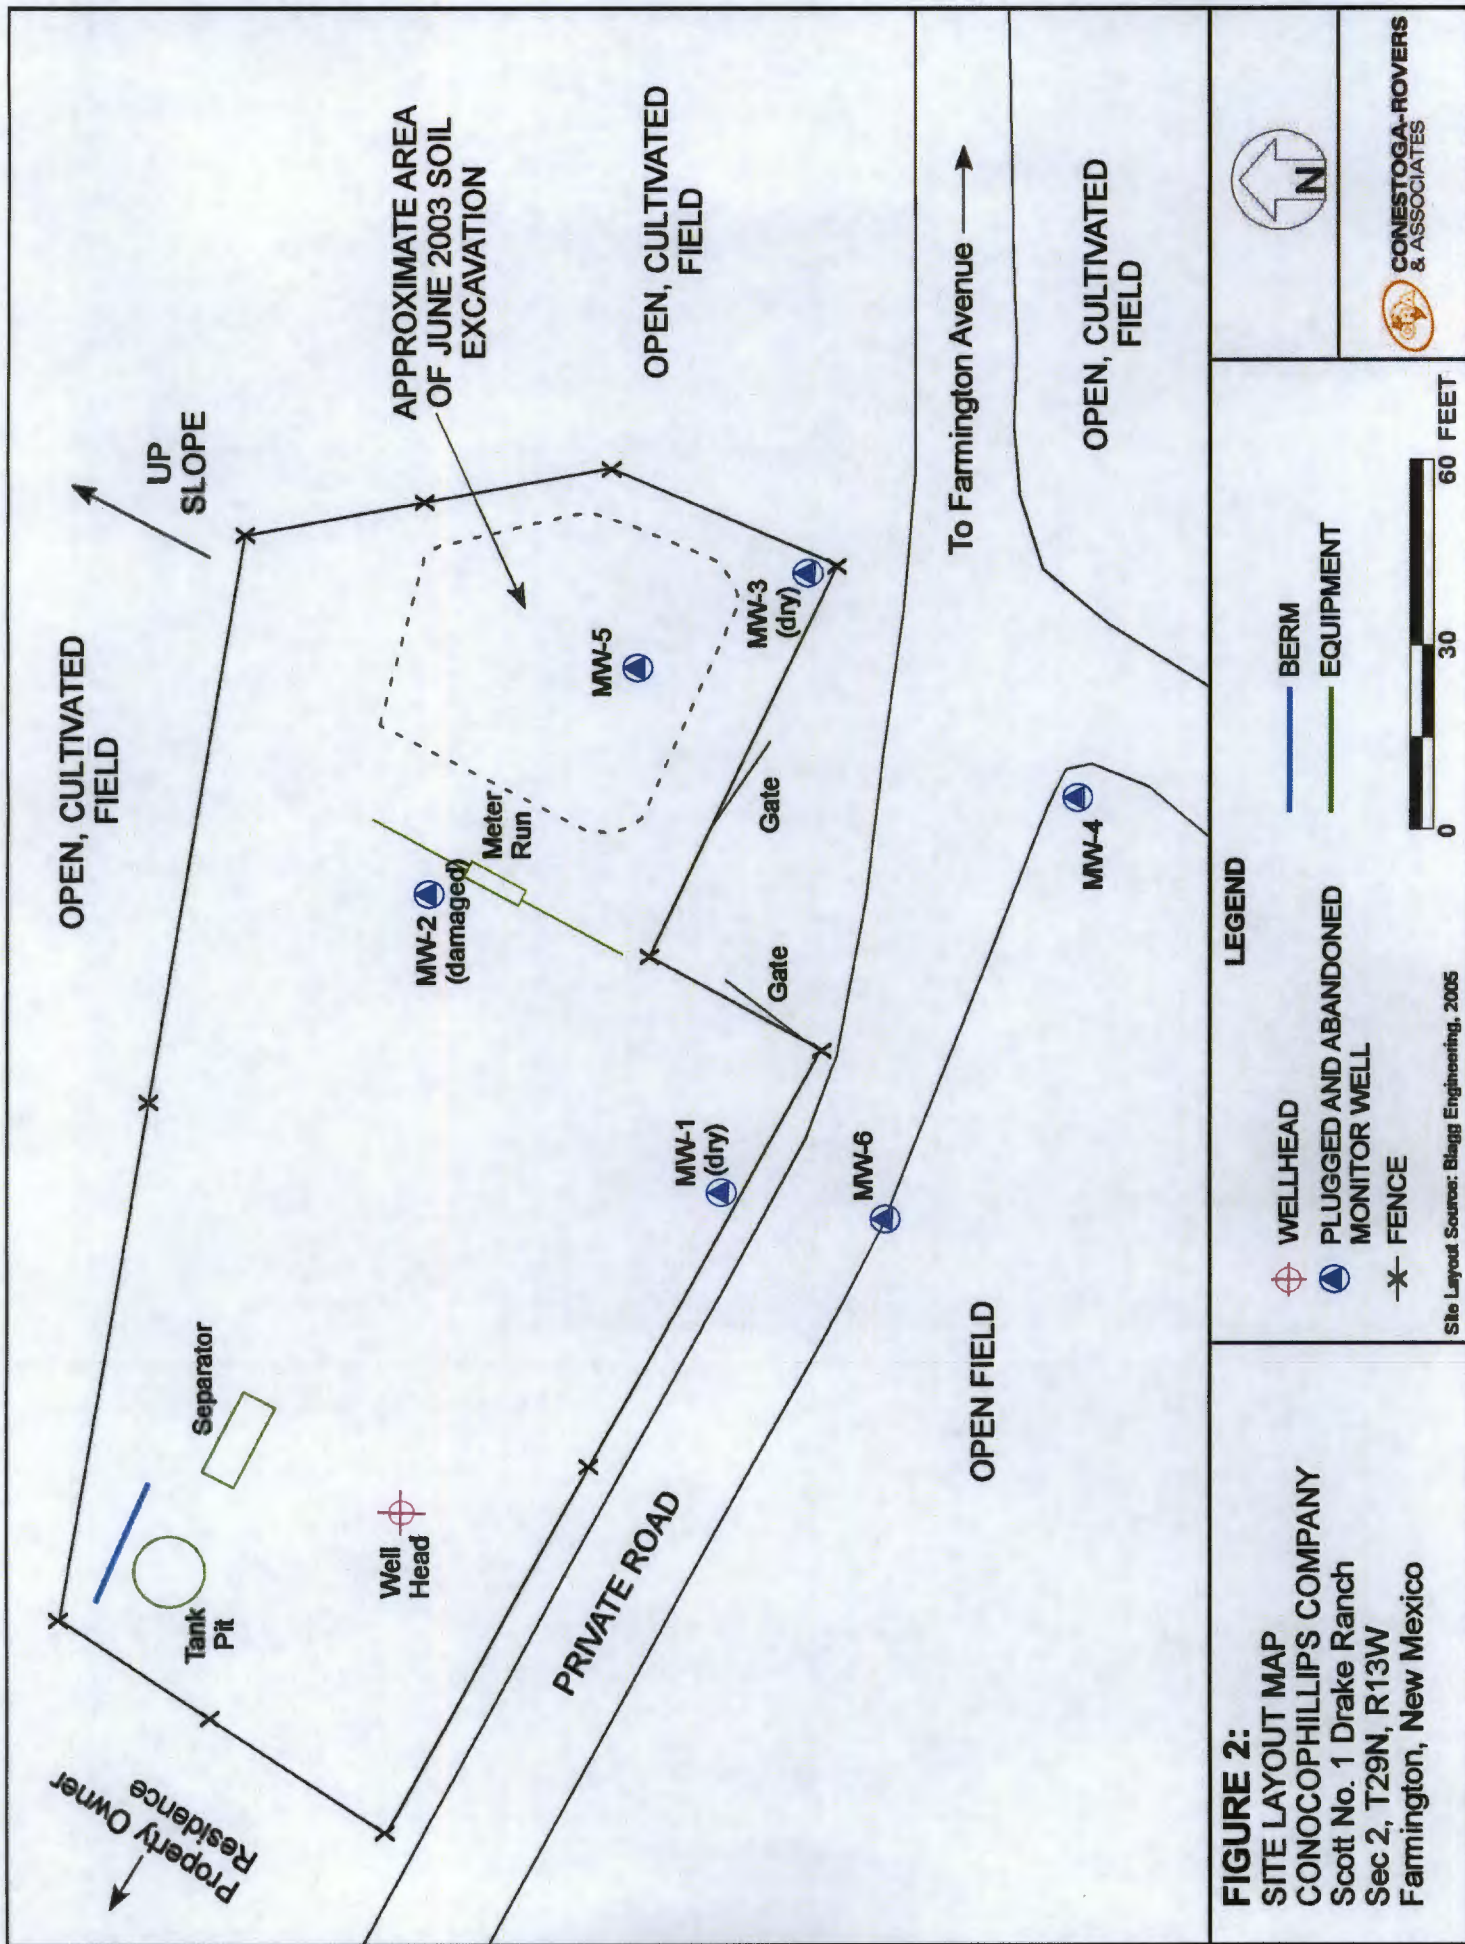 OPEN, CULTIVATED
FIELD
UP
SLOPE
APPROXIMATE AREA
OF JUNE 2003 SOIL
EXCAVATION
OPEN, CULTIVATED
FIELD
Property Owner
Residence
Tank
Pit
Separator
Well
Head
MW-2
(damaged)
Meter
Run
MW-5
MW-3
(dry)
Gate
Gate
MW-1
(dry)
MW-6
MW-4
PRIVATE ROAD
To Farmington Avenue
OPEN FIELD
OPEN, CULTIVATED
FIELD
FIGURE 2:
SITE LAYOUT MAP
CONOCOPHILLIPS COMPANY
Scott No. 1 Drake Ranch
Sec 2, T29N, R13W
Farmington, New Mexico
LEGEND
WELLHEAD
PLUGGED AND ABANDONED
MONITOR WELL
FENCE
BERM
EQUIPMENT
0 30 60 FEET
Site Layout Source: Blagg Engineering, 2005
N
CONESTOGA-ROVERS
& ASSOCIATES